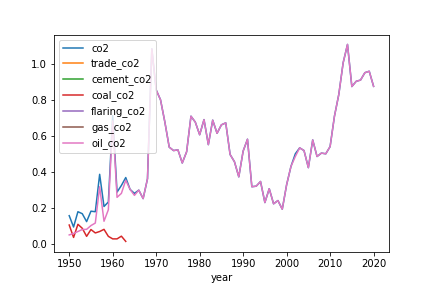 co2
trade_co2
cement_co2
coal_co2
flaring_co2
gas_co2
oil_co2
1.0
0.8
0.6
0.4
0.2
0.0
1950 1960 1970 1980 1990 2000 2010 2020
year